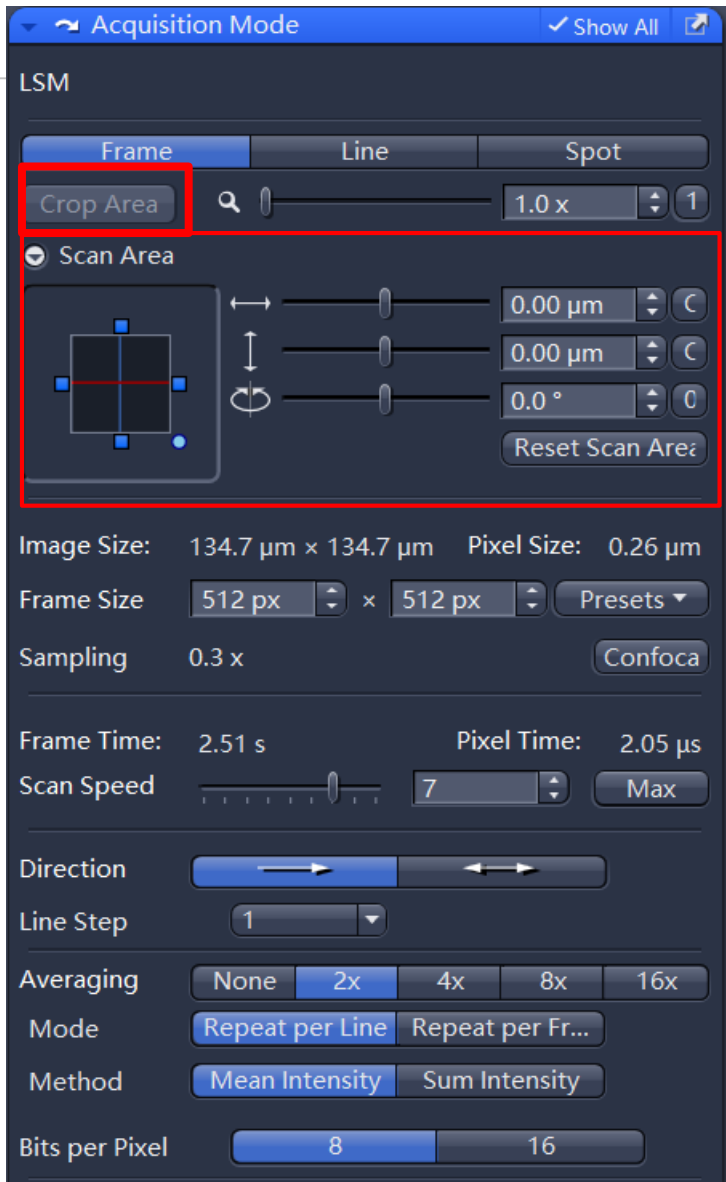 Acquisition Mode ✓ Show All
LSM
Frame Line Spot
Crop Area 1.0 x 1
Scan Area
0.00 µm C
0.00 µm C
0.0 ° 0
Reset Scan Area
Image Size: 134.7 µm × 134.7 µm Pixel Size: 0.26 µm
Frame Size 512 px × 512 px Presets
Sampling 0.3 x Confoca
Frame Time: 2.51 s Pixel Time: 2.05 µs
Scan Speed 7 Max
Direction
Line Step 1
Averaging None 2x 4x 8x 16x
Mode Repeat per Line Repeat per Fr...
Method Mean Intensity Sum Intensity
Bits per Pixel 8 16